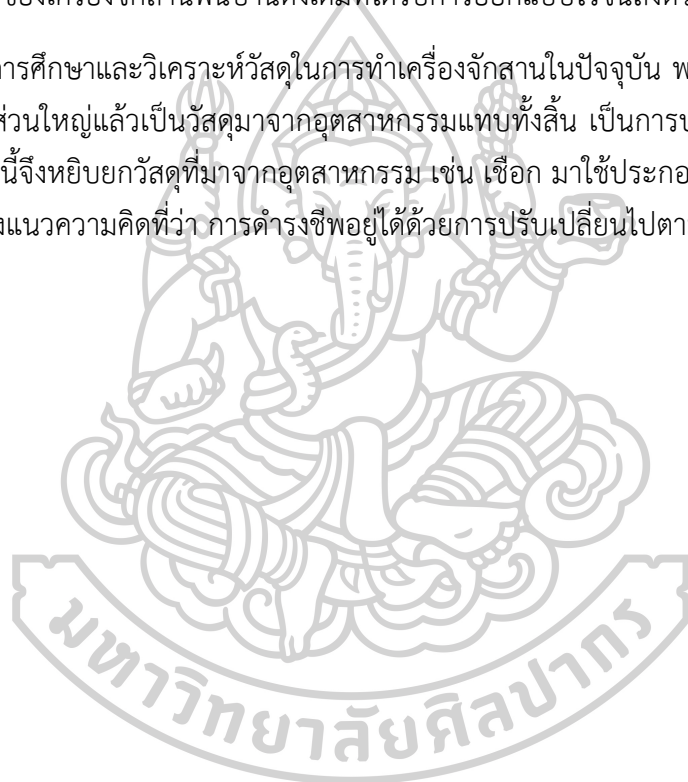 การศึกษาและวิเคราะห์วัสดุในการทำเครื่องจักสานในปัจจุบัน
ส่วนใหญ่แล้วเป็นวัสดุมาจากอุตสาหกรรมแทบทั้งสิ้น เป็นการ
นี้จึงหยิบยกวัสดุที่มาจากอุตสาหกรรม เช่น เชือก มาใช้ประกอ
แนวความคิดที่ว่า การดำรงชีพอยู่ได้ด้วยการปรับเปลี่ยนไปตา
มหาวิทยาลัยศิลปากร